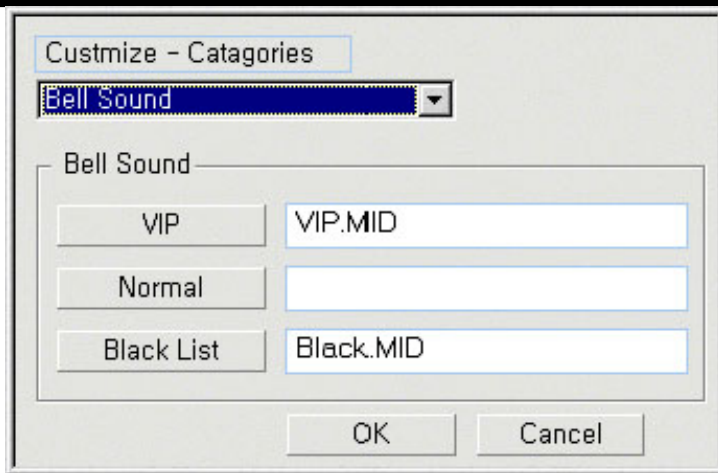 Custmize - Catagories
Bell Sound
Bell Sound
VIP VIP.MID
Normal
Black List Black.MID
OK Cancel